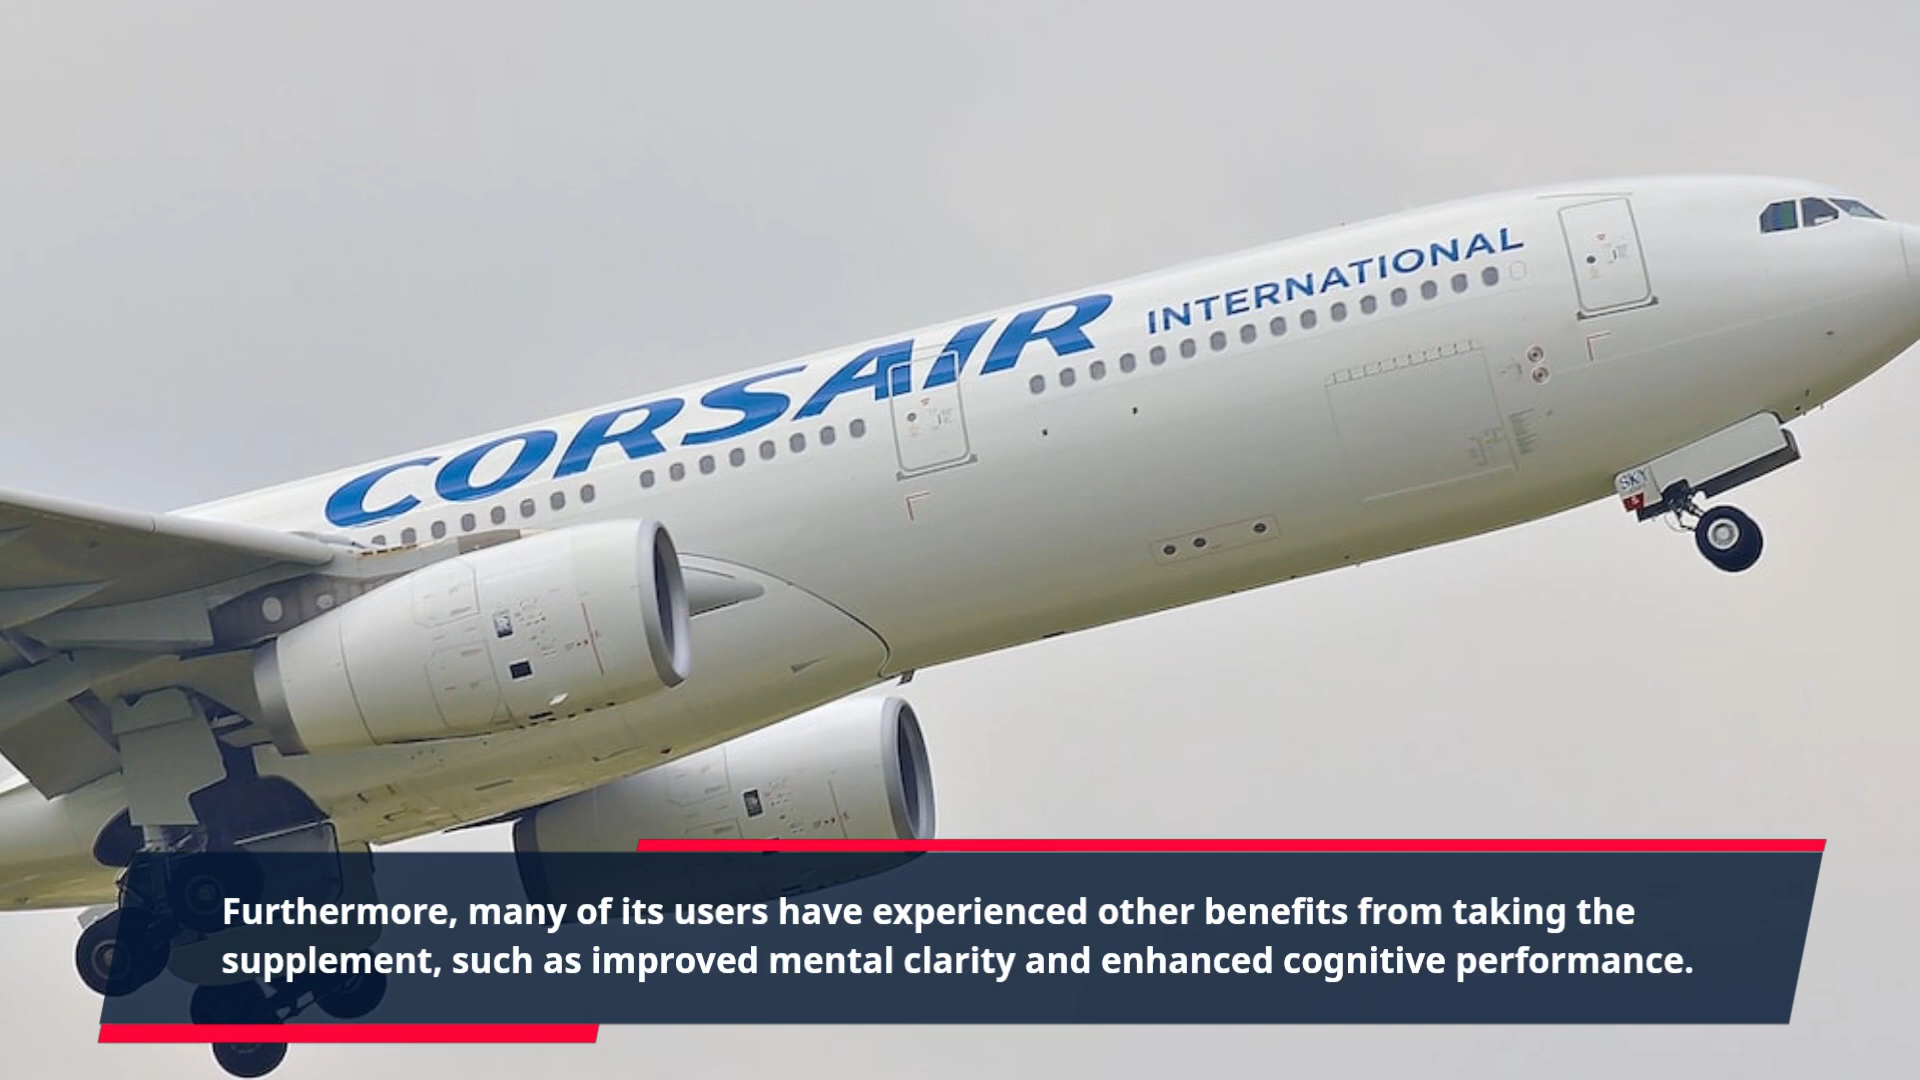 CORSAIR INTERNATIONAL
SKY
Furthermore, many of its users have experienced other benefits from taking the
supplement, such as improved mental clarity and enhanced cognitive performance.